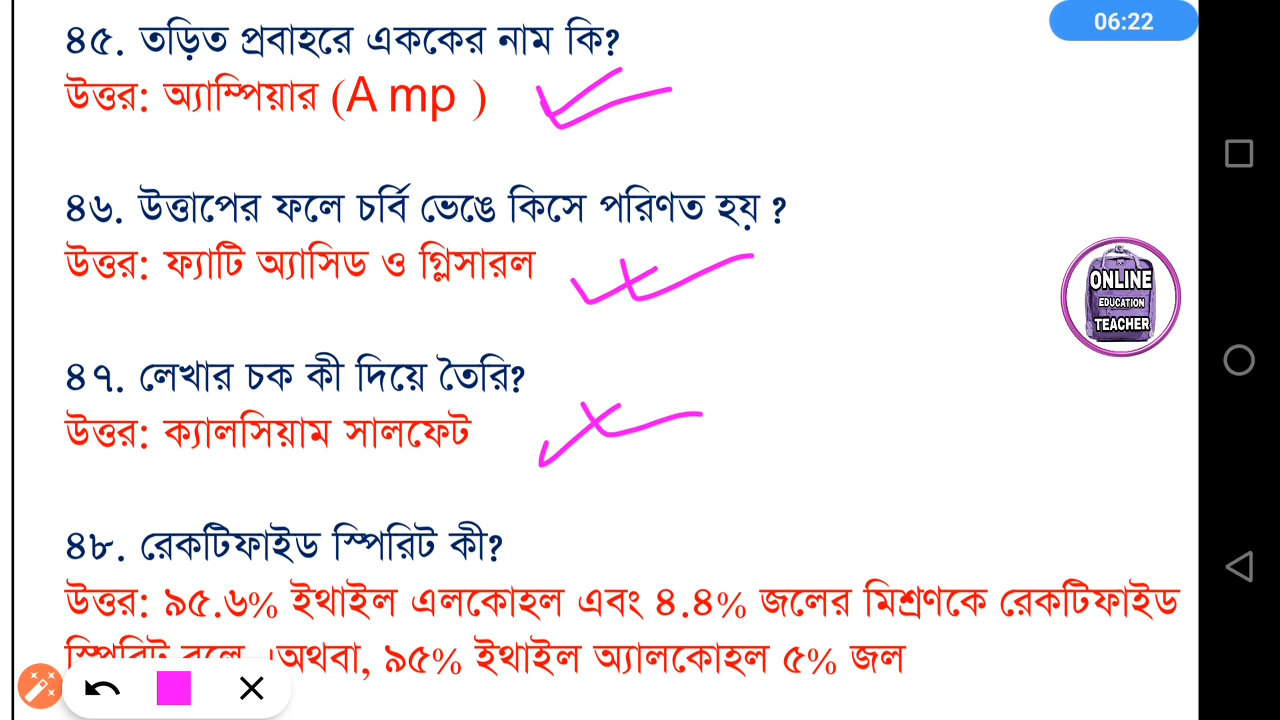 06:22
৪৫. তড়িত প্রবাহরে এককের নাম কি?
উত্তর: অ্যাম্পিয়ার (A mp )
৪৬. উত্তাপের ফলে চর্বি ভেঙে কিসে পরিণত হয় ?
উত্তর: ফ্যাটি অ্যাসিড ও গ্লিসারল
ONLINE
EDUCATION
TEACHER
৪৭. লেখার চক কী দিয়ে তৈরি?
উত্তর: ক্যালসিয়াম সালফেট
৪৮. রেকটিফাইড স্পিরিট কী?
উত্তর: ৯৫.৬% ইথাইল এলকোহল এবং ৪.৪% জলের মিশ্রণকে রেকটিফাইড
স্পিরিট বলে ।অথবা, ৯৫% ইথাইল অ্যালকোহল ৫% জল